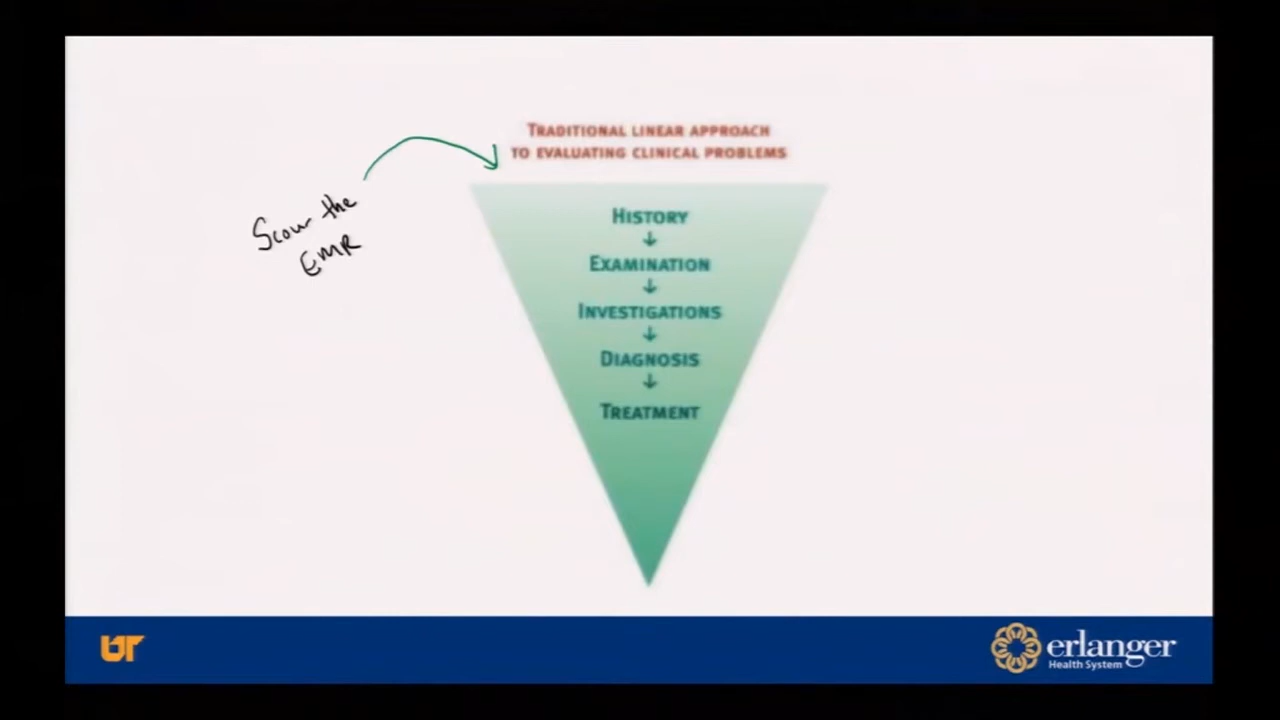 TRADITIONAL LINEAR APPROACH
TO EVALUATING CLINICAL PROBLEMS
Scour the
EMR
HISTORY
↓
EXAMINATION
↓
INVESTIGATIONS
↓
DIAGNOSIS
↓
TREATMENT
UT
erlanger
Health System